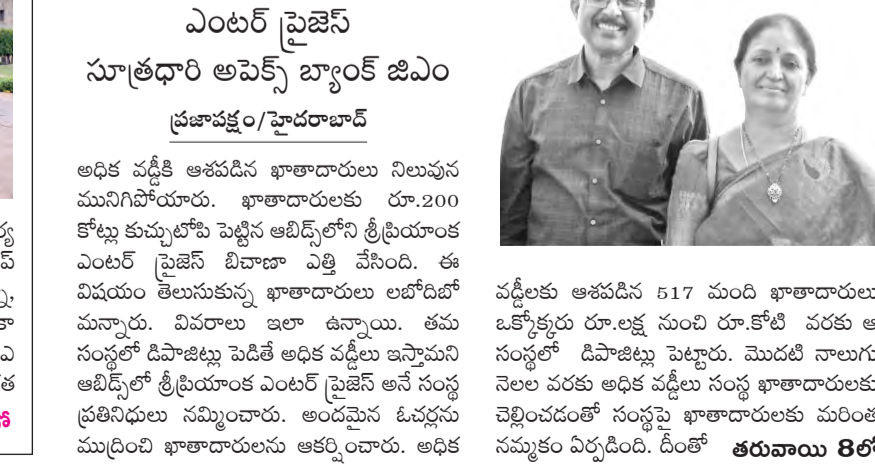 ఎంటర్ ప్రైజెస్
సూత్రధారి అపెక్స్ బ్యాంక్ జిఎం
ప్రజాపక్షం/హైదరాబాద్
అధిక వడ్డీకి ఆశపడిన ఖాతాదారులు నిలువున
మునిగిపోయారు. ఖాతాదారులకు రూ.200
కోట్లు కుచ్చుటోపి పెట్టిన ఆబిడ్స్‌లోని శ్రీప్రియాంక
ఎంటర్ ప్రైజెస్ బిచాణా ఎత్తి వేసింది. ఈ
విషయం తెలుసుకున్న ఖాతాదారులు లబోదిబో
మన్నారు. వివరాలు ఇలా ఉన్నాయి. తమ
సంస్థలో డిపాజిట్లు పెడితే అధిక వడ్డీలు ఇస్తామని
ఆబిడ్స్‌లో శ్రీప్రియాంక ఎంటర్ ప్రైజెస్ అనే సంస్థ
ప్రతినిధులు నమ్మించారు. అందమైన ఓచర్లను
ముద్రించి ఖాతాదారులను ఆకర్షించారు. అధిక
వడ్డీలకు ఆశపడిన 517 మంది ఖాతాదారులు
ఒక్కోక్కరు రూ.లక్ష నుంచి రూ.కోటి వరకు ఆ
సంస్థలో డిపాజిట్లు పెట్టారు. మొదటి నాలుగు
నెలల వరకు అధిక వడ్డీలు సంస్థ ఖాతాదారులకు
చెల్లించడంతో సంస్థపై ఖాతాదారులకు మరింత
నమ్మకం ఏర్పడింది. దీంతో తరువాయి 8లో